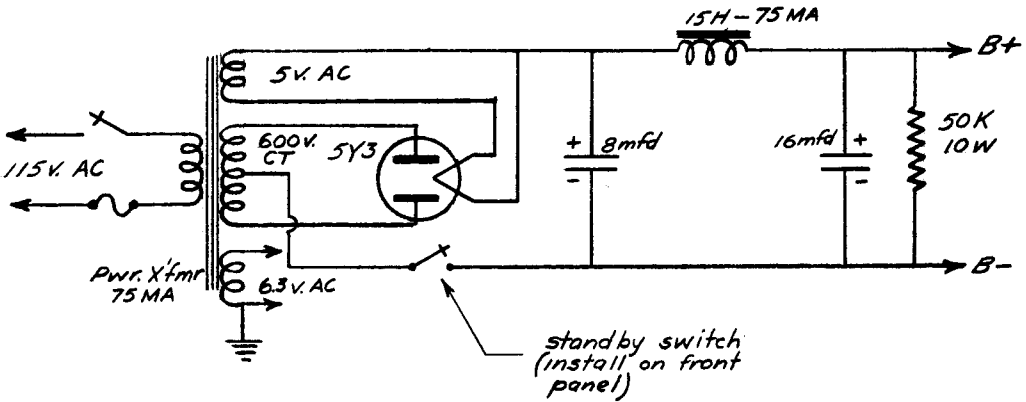 15H-75MA
B+
5v. AC
115v. AC
600v.
CT
5Y3
+
8mfd
-
16mfd
+
-
50K
10W
Pwr. X'fmr
75 MA
6.3v. AC
B-
standby switch
(install on front
panel)